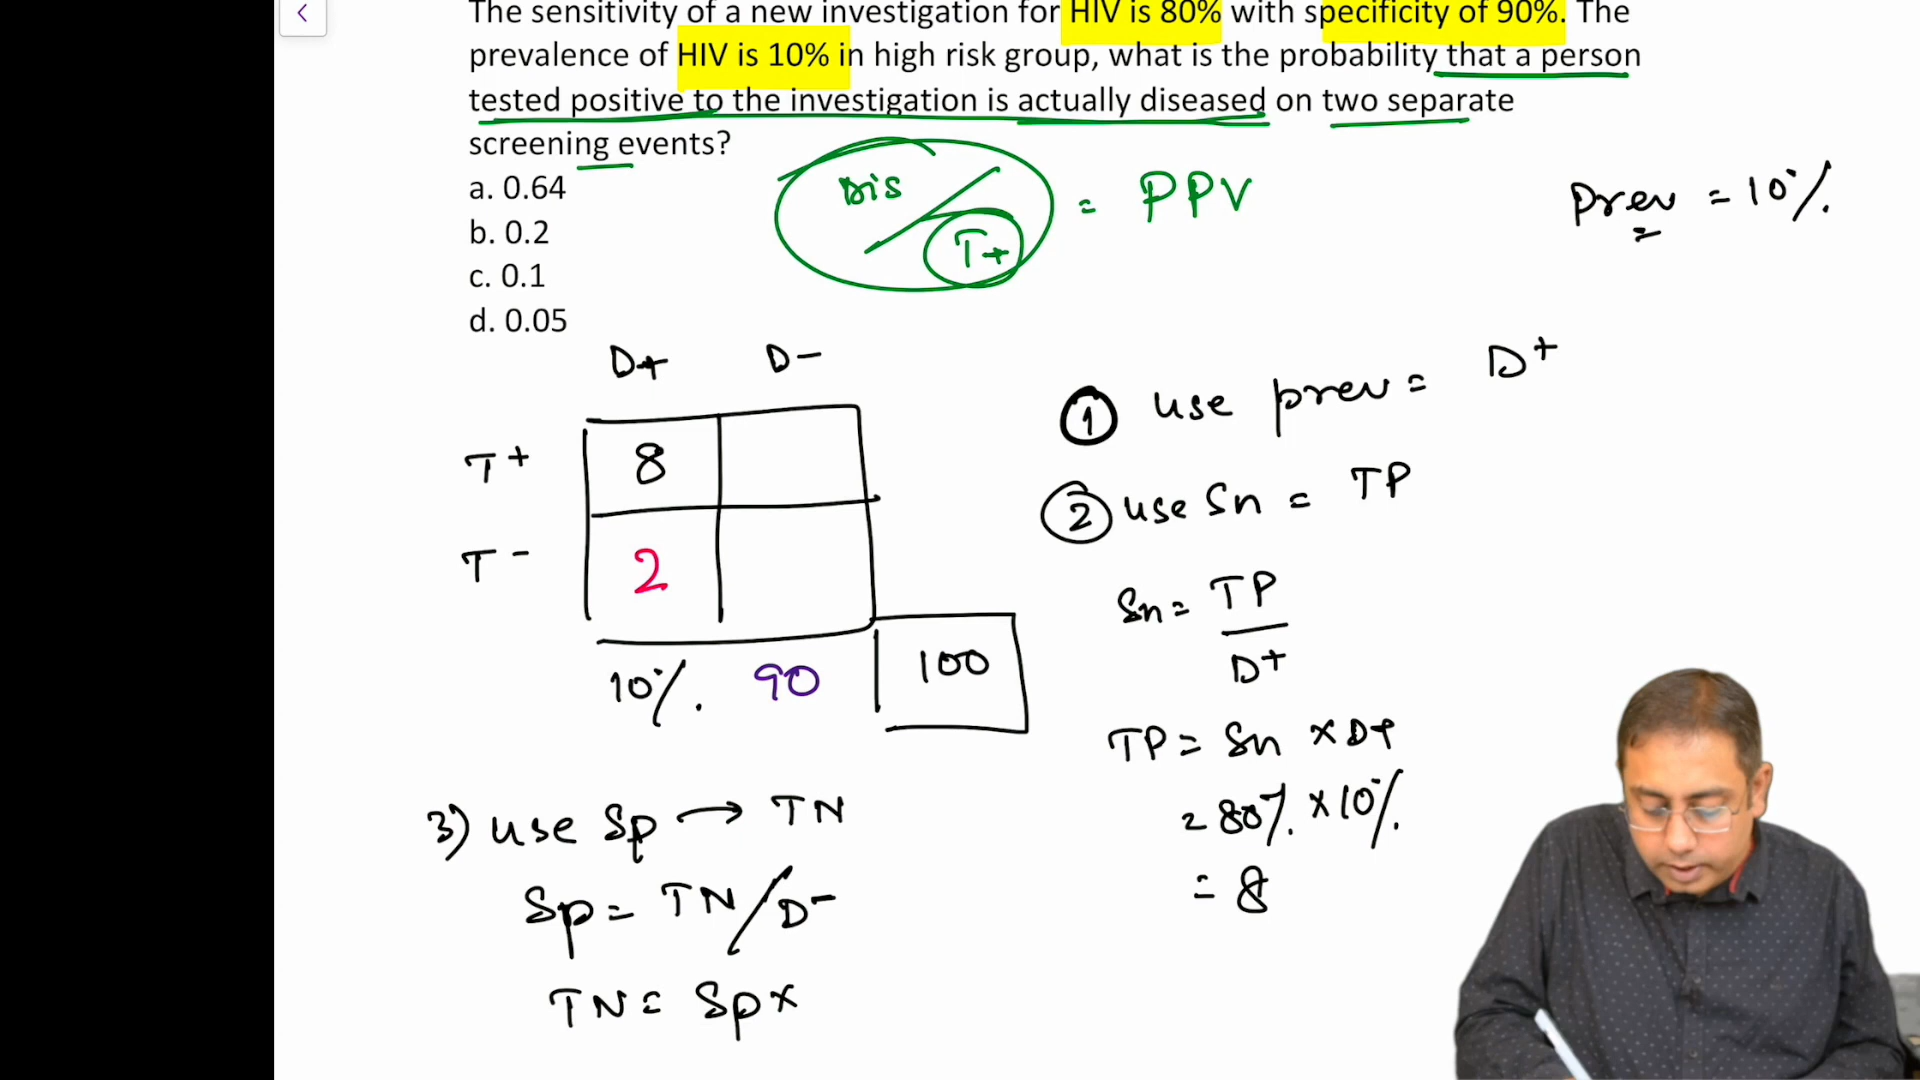 The sensitivity of a new investigation for HIV is 80% with specificity of 90%. The
prevalence of HIV is 10% in high risk group, what is the probability that a person
tested positive to the investigation is actually diseased on two separate
screening events?
a. 0.64
b. 0.2
c. 0.1
d. 0.05
Dis / T+ = PPV
Prev = 10%.
D+ D-
T+ 8
T- 2
10%. 90 100
1 use prev = D+
2 use Sn = TP
Sn = TP
D+
TP = Sn x D+
= 80%. x 10%.
= 8
3) use Sp → TN
Sp = TN / D-
TN = Sp x